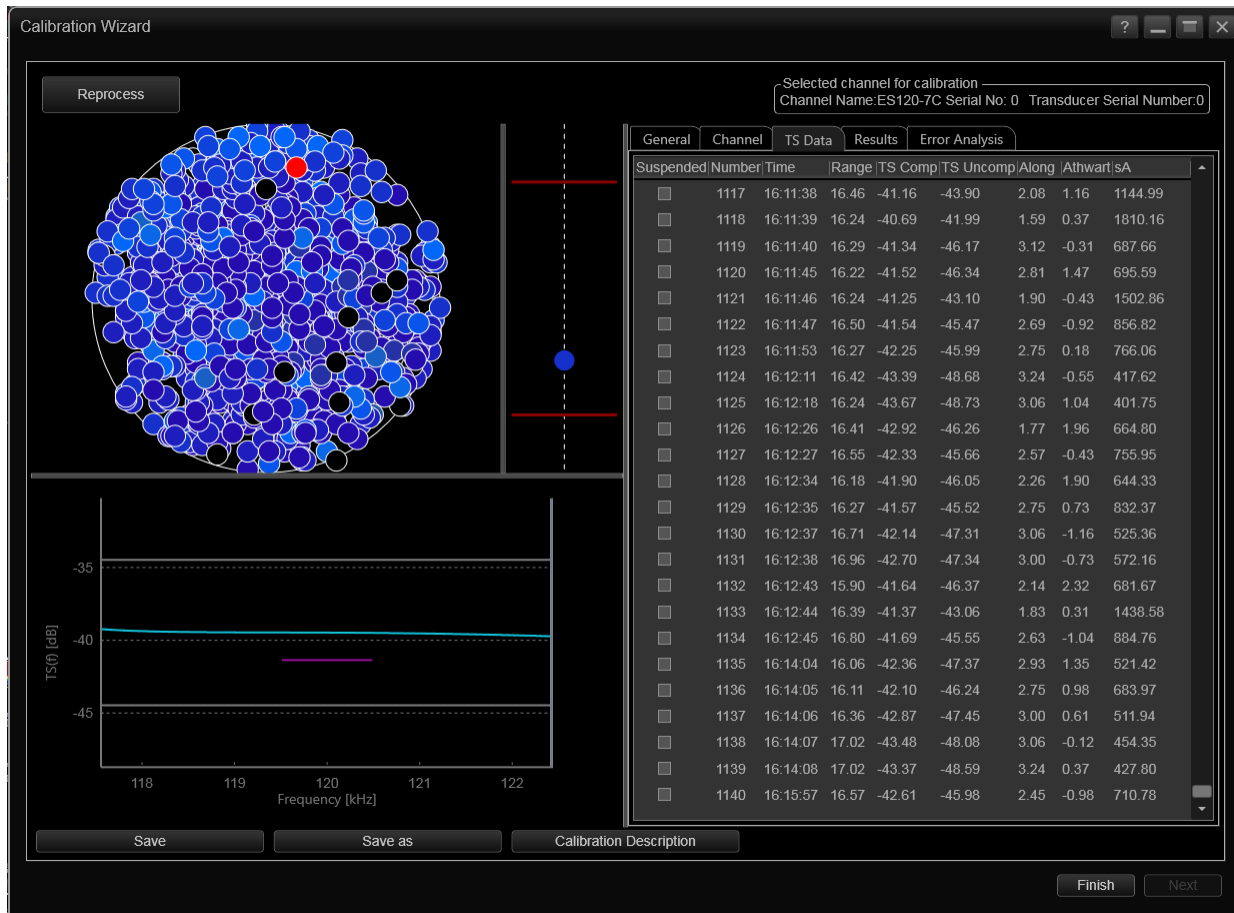 Calibration Wizard
?
Reprocess
Selected channel for calibration
Channel Name:ES120-7C Serial No: 0 Transducer Serial Number:0
General Channel TS Data Results Error Analysis
Suspended Number Time Range TS Comp TS Uncomp Along Athwart sA
1117 16:11:38 16.46 -41.16 -43.90 2.08 1.16 1144.99
1118 16:11:39 16.24 -40.69 -41.99 1.59 0.37 1810.16
1119 16:11:40 16.29 -41.34 -46.17 3.12 -0.31 687.66
1120 16:11:45 16.22 -41.52 -46.34 2.81 1.47 695.59
1121 16:11:46 16.24 -41.25 -43.10 1.90 -0.43 1502.86
1122 16:11:47 16.50 -41.54 -45.47 2.69 -0.92 856.82
1123 16:11:53 16.27 -42.25 -45.99 2.75 0.18 766.06
1124 16:12:11 16.42 -43.39 -48.68 3.24 -0.55 417.62
1125 16:12:18 16.24 -43.67 -48.73 3.06 1.04 401.75
1126 16:12:26 16.41 -42.92 -46.26 1.77 1.96 664.80
1127 16:12:27 16.55 -42.33 -45.66 2.57 -0.43 755.95
1128 16:12:34 16.18 -41.90 -46.05 2.26 1.90 644.33
1129 16:12:35 16.27 -41.57 -45.52 2.75 0.73 832.37
1130 16:12:37 16.71 -42.14 -47.31 3.06 -1.16 525.36
1131 16:12:38 16.96 -42.70 -47.34 3.00 -0.73 572.16
1132 16:12:43 15.90 -41.64 -46.37 2.14 2.32 681.67
1133 16:12:44 16.39 -41.37 -43.06 1.83 0.31 1438.58
1134 16:12:45 16.80 -41.69 -45.55 2.63 -1.04 884.76
1135 16:14:04 16.06 -42.36 -47.37 2.93 1.35 521.42
1136 16:14:05 16.11 -42.10 -46.24 2.75 0.98 683.97
1137 16:14:06 16.36 -42.87 -47.45 3.00 0.61 511.94
1138 16:14:07 17.02 -43.48 -48.08 3.06 -0.12 454.35
1139 16:14:08 17.02 -43.37 -48.59 3.24 0.37 427.80
1140 16:15:57 16.57 -42.61 -45.98 2.45 -0.98 710.78
-35
-40
-45
TS(f) [dB]
118 119 120 121 122
Frequency [kHz]
Save Save as Calibration Description
Finish Next